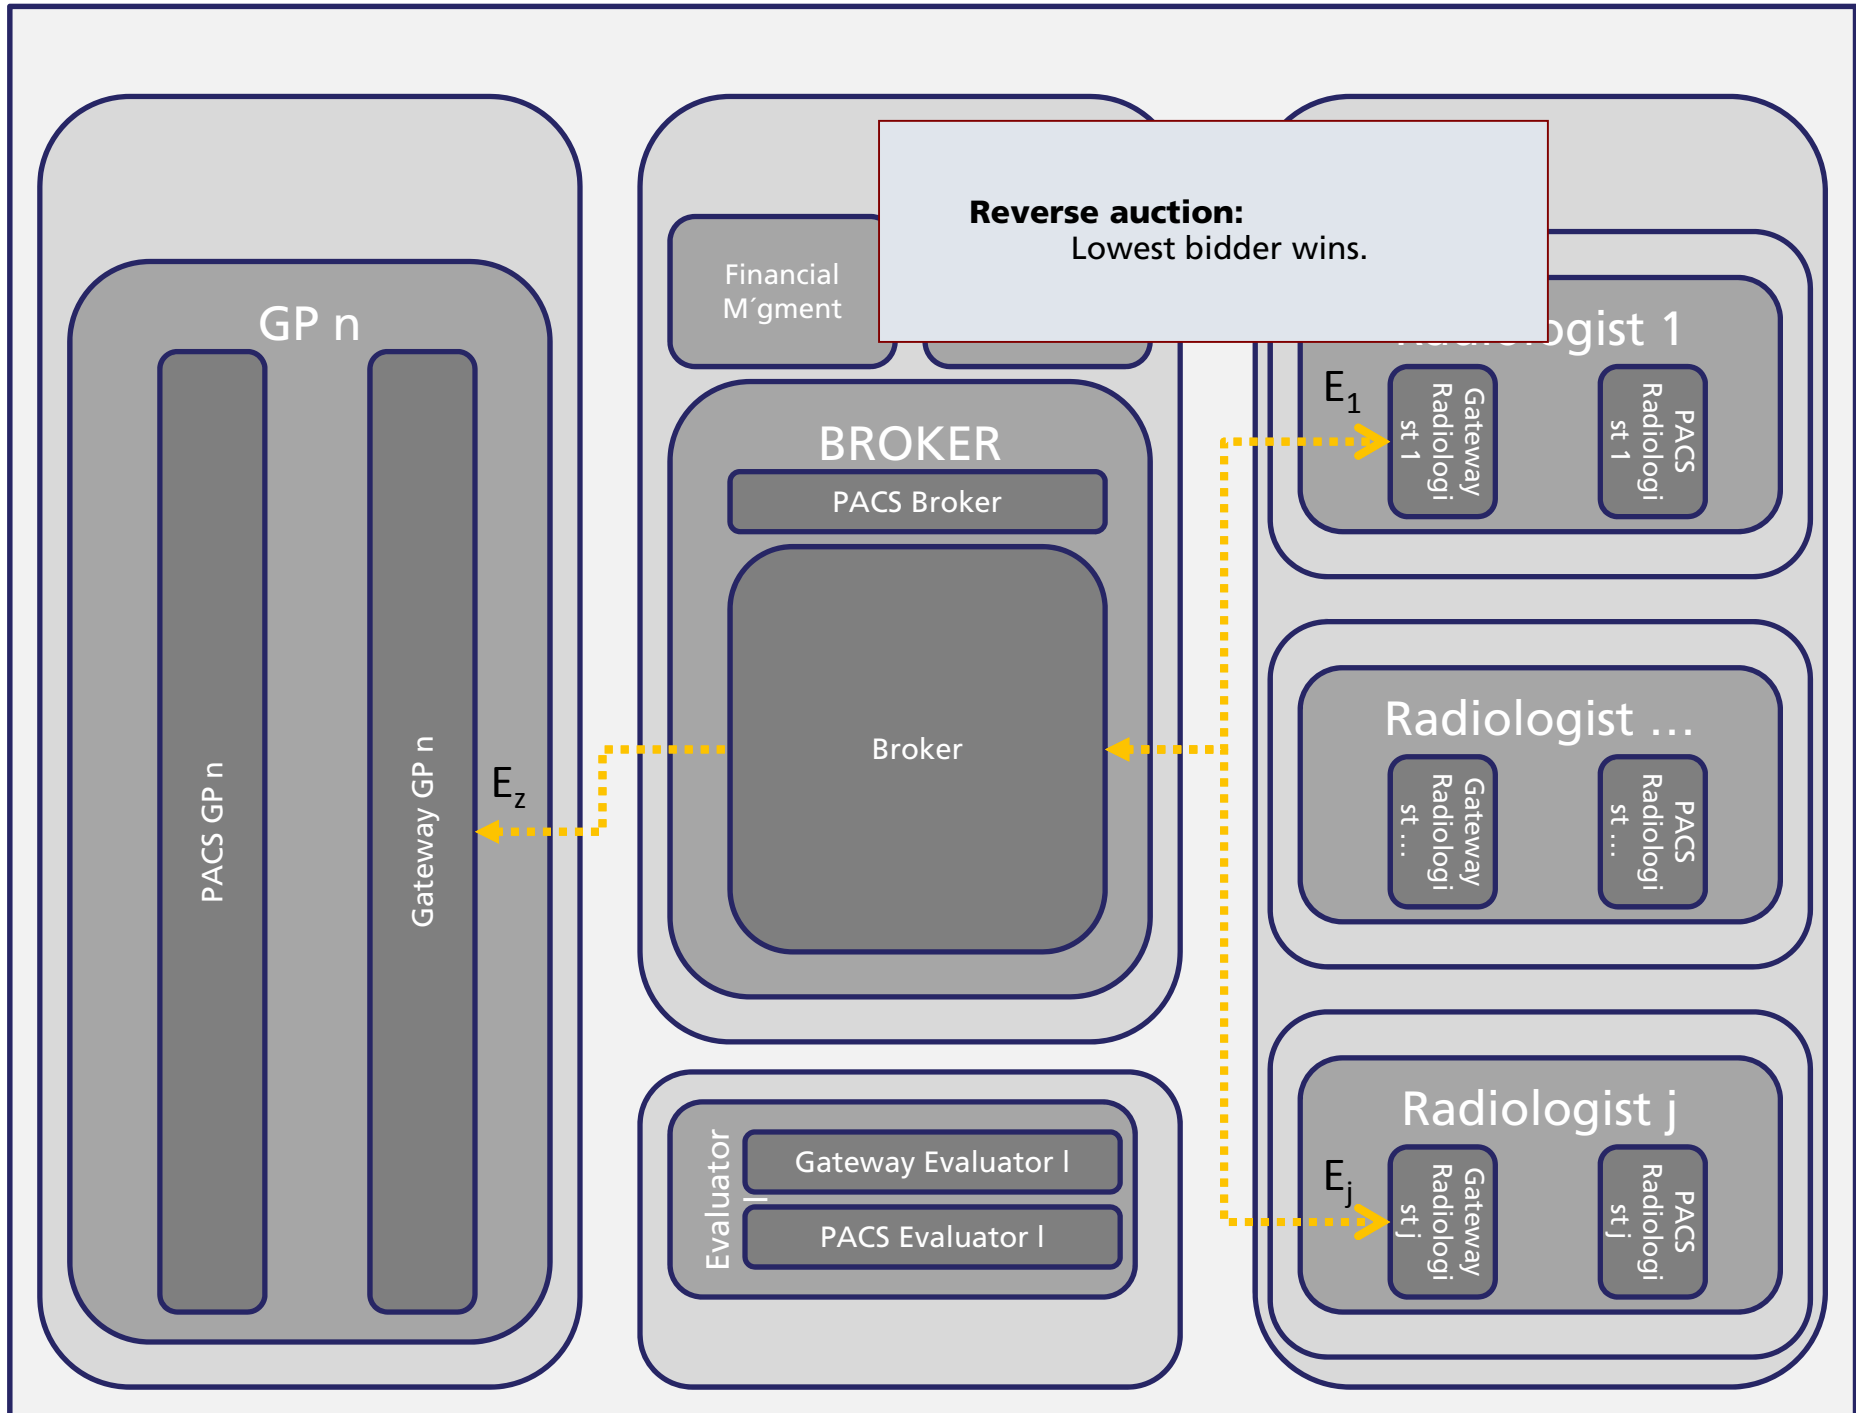 Reverse auction:
Lowest bidder wins.
GP n
PACS GP n
Gateway GP n
E
z
Financial
M´gment
BROKER
PACS Broker
Broker
Evaluator
l
Gateway Evaluator l
PACS Evaluator l
Radiologist 1
E
1
Gateway
Radiologi
st 1
PACS
Radiologi
st 1
Radiologist …
Gateway
Radiologi
st …
PACS
Radiologi
st …
Radiologist j
E
j
Gateway
Radiologi
st j
PACS
Radiologi
st j